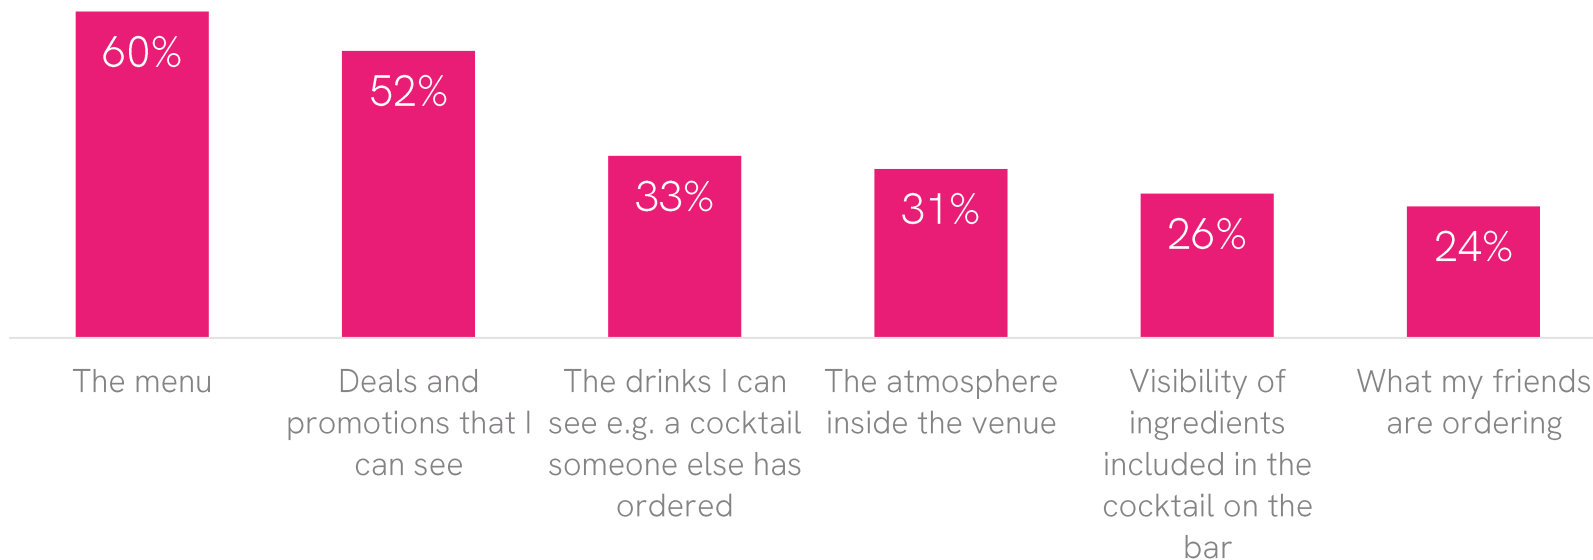 60%
52%
33%
31%
26%
24%
The menu
Deals and
promotions that I
can see
The drinks I can
see e.g. a cocktail
someone else has
ordered
The atmosphere
inside the venue
Visibility of
ingredients
included in the
cocktail on the
bar
What my friends
are ordering